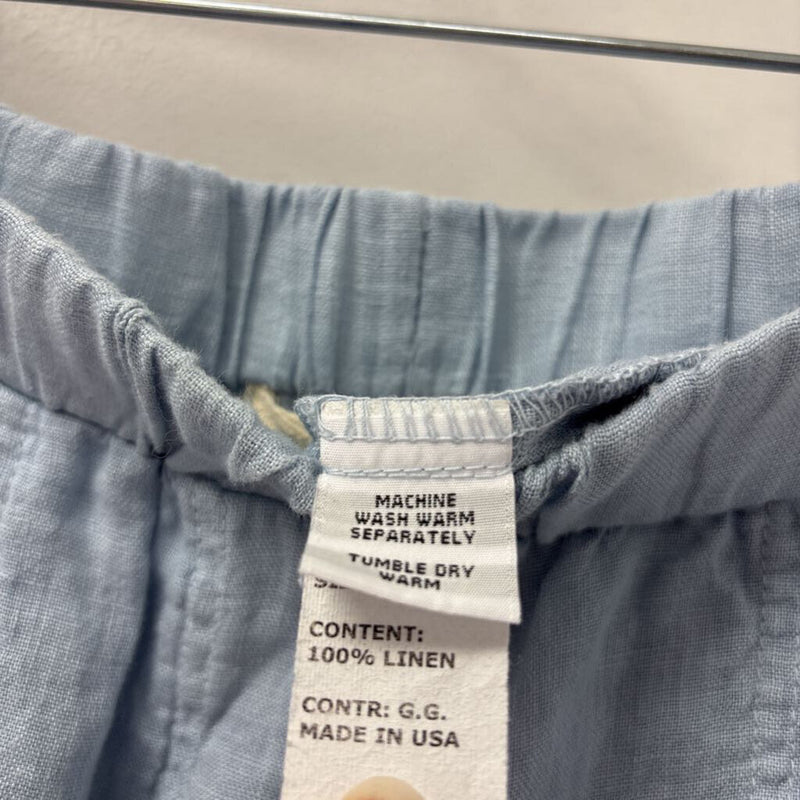 MACHINE
WASH WARM
SEPARATELY
TUMBLE DRY
WARM
CONTENT:
100% LINEN
CONTR: G.G.
MADE IN USA